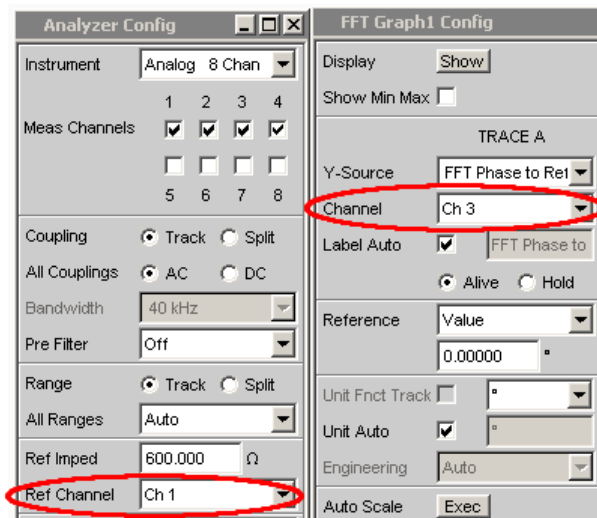 Analyzer Config
Instrument Analog 8 Chan
1 2 3 4
Meas Channels
5 6 7 8
Coupling Track Split
All Couplings AC DC
Bandwidth 40 kHz
Pre Filter Off
Range Track Split
All Ranges Auto
Ref Imped 600.000 Ω
Ref Channel Ch 1
FFT Graph1 Config
Display Show
Show Min Max
TRACE A
Y-Source FFT Phase to Ref
Channel Ch 3
Label Auto FFT Phase to
Alive Hold
Reference Value
0.00000 °
Unit Fnct Track °
Unit Auto °
Engineering Auto
Auto Scale Exec